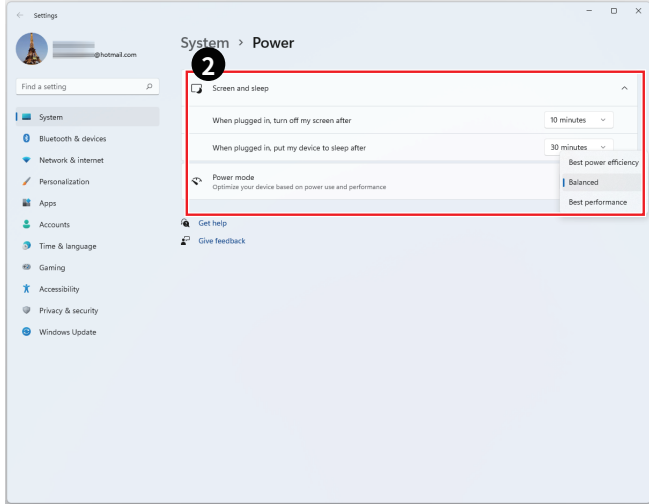 Settings
@hotmail.com
System > Power
2
Find a setting
Screen and sleep
System
When plugged in, turn off my screen after 10 minutes
Bluetooth & devices
When plugged in, put my device to sleep after 30 minutes
Network & internet
Best power efficiency
Power mode
Personalization
Balanced
Optimize your device based on power use and performance
Apps
Best performance
Accounts
Get help
Time & language
Give feedback
Gaming
Accessibility
Privacy & security
Windows Update